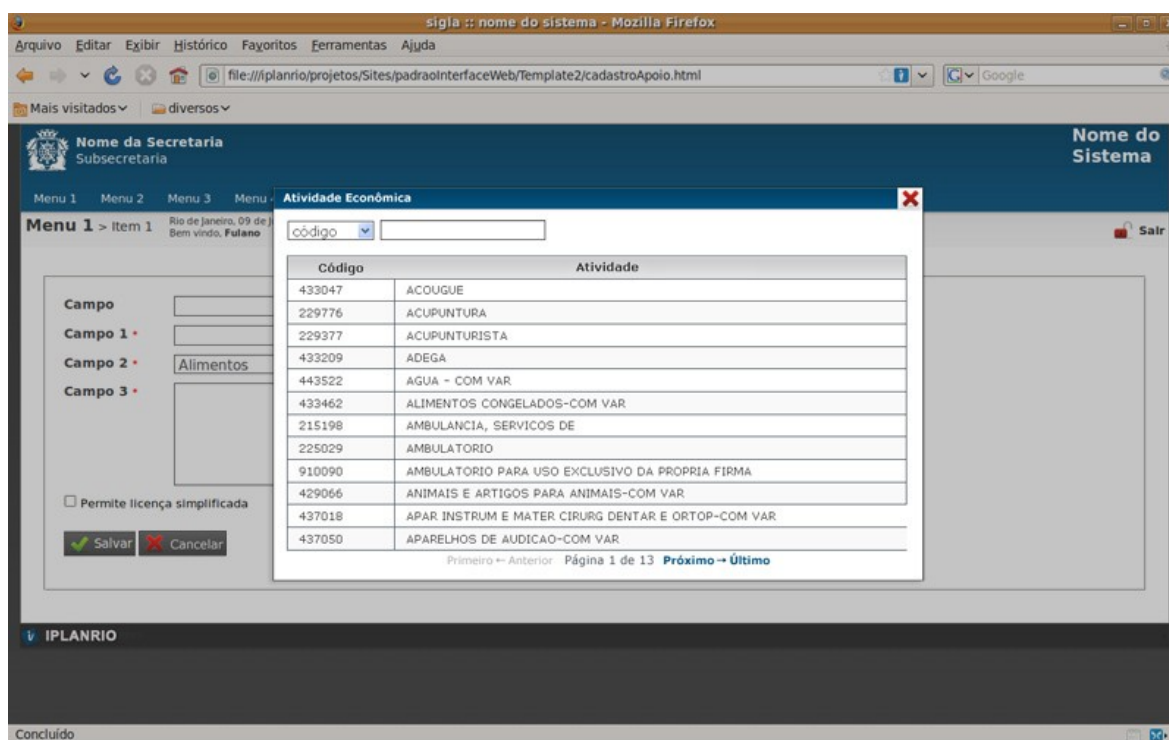 sigla :: nome do sistema - Mozilla Firefox
Arquivo Editar Exibir Histórico Favoritos Ferramentas Ajuda
file:///iplanrio/projetos/Sites/padraoInterfaceWeb/Template2/cadastroApoio.html Google
Mais visitados diversos
Nome da Secretaria
Subsecretaria
Nome do
Sistema
Menu 1 Menu 2 Menu 3 Menu
Menu 1 > Item 1
Rio de Janeiro, 09 de
Bem vindo, Fulano
Sair
Atividade Econômica
código
Código Atividade
433047 ACOUGUE
229776 ACUPUNTURA
229377 ACUPUNTURISTA
433209 ADEGA
443522 AGUA - COM VAR
433462 ALIMENTOS CONGELADOS-COM VAR
215198 AMBULANCIA, SERVICOS DE
225029 AMBULATORIO
910090 AMBULATORIO PARA USO EXCLUSIVO DA PROPRIA FIRMA
429066 ANIMAIS E ARTIGOS PARA ANIMAIS-COM VAR
437018 APAR INSTRUM E MATER CIRURG DENTAR E ORTOP-COM VAR
437050 APARELHOS DE AUDICAO-COM VAR
Primeiro ← Anterior Página 1 de 13 Próximo → Último
Campo
Campo 1 •
Campo 2 • Alimentos
Campo 3 •
Permite licença simplificada
Salvar Cancelar
IPLANRIO
Concluído